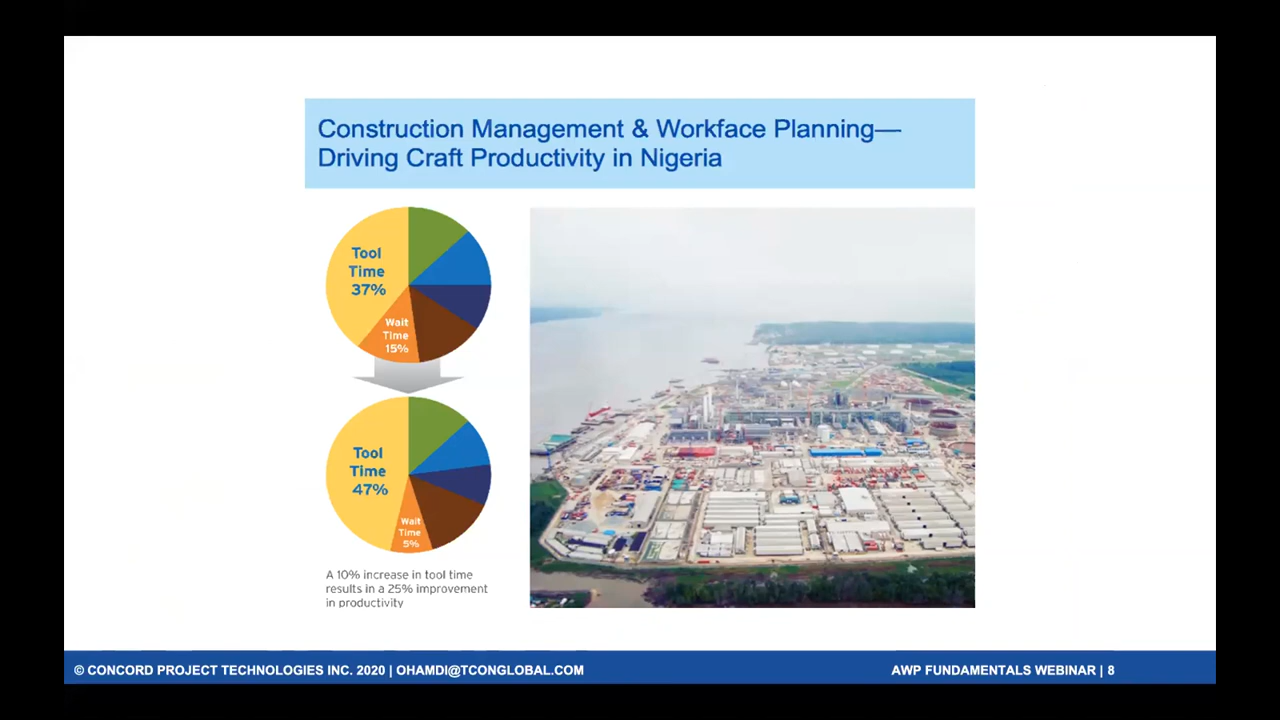 Construction Management & Workface Planning—
Driving Craft Productivity in Nigeria
Tool
Time
37%
Wait
Time
15%
Tool
Time
47%
Wait
Time
5%
A 10% increase in tool time
results in a 25% improvement
in productivity
© CONCORD PROJECT TECHNOLOGIES INC. 2020 | OHAMDI@TCONGLOBAL.COM
AWP FUNDAMENTALS WEBINAR | 8